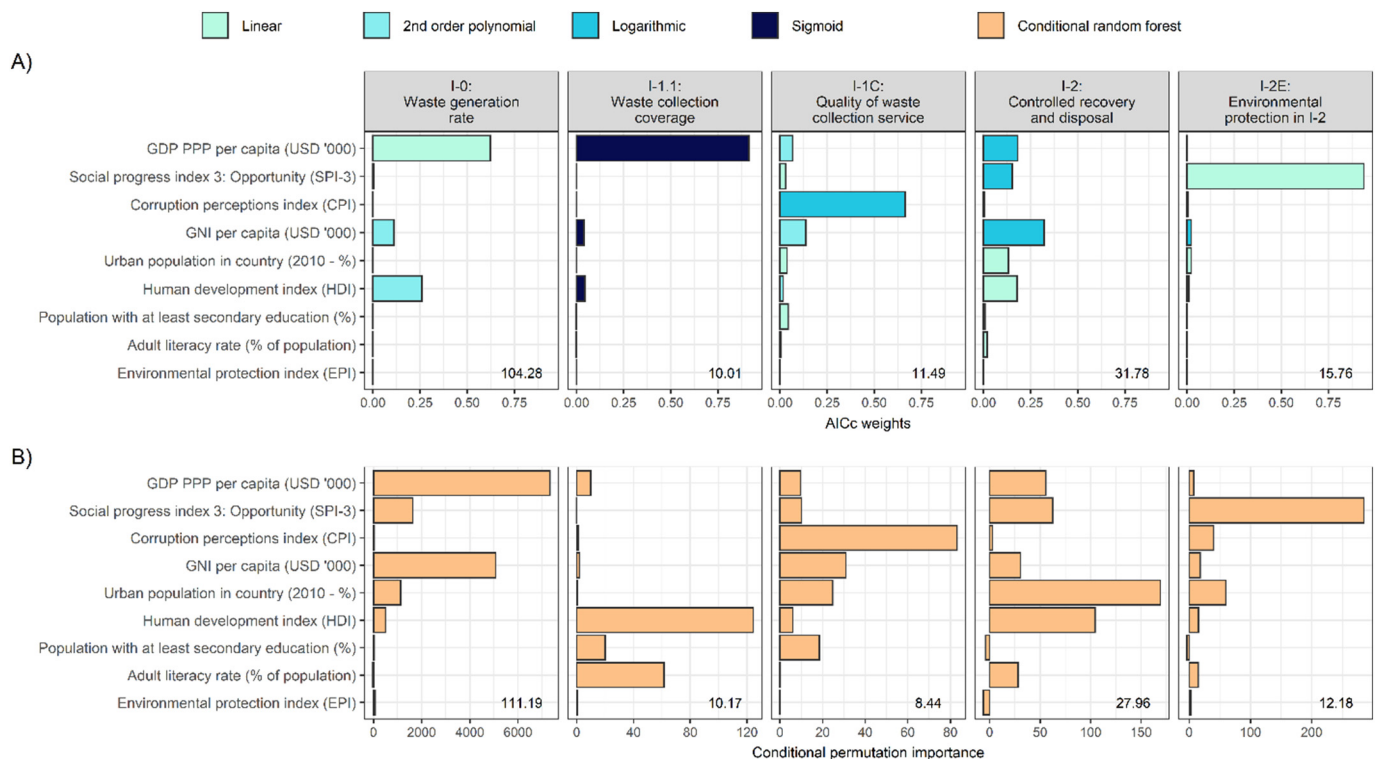 Linear
2nd order polynomial
Logarithmic
Sigmoid
Conditional random forest
A)
I-0:
Waste generation
rate
I-1.1:
Waste collection
coverage
I-1C:
Quality of waste
collection service
I-2:
Controlled recovery
and disposal
I-2E:
Environmental
protection in I-2
GDP PPP per capita (USD '000)
Social progress index 3: Opportunity (SPI-3)
Corruption perceptions index (CPI)
GNI per capita (USD '000)
Urban population in country (2010 - %)
Human development index (HDI)
Population with at least secondary education (%)
Adult literacy rate (% of population)
Environmental protection index (EPI)
104.28
10.01
11.49
31.78
15.76
0.00 0.25 0.50 0.75
0.00 0.25 0.50 0.75
0.00 0.25 0.50 0.75
0.00 0.25 0.50 0.75
0.00 0.25 0.50 0.75
AICc weights
B)
GDP PPP per capita (USD '000)
Social progress index 3: Opportunity (SPI-3)
Corruption perceptions index (CPI)
GNI per capita (USD '000)
Urban population in country (2010 - %)
Human development index (HDI)
Population with at least secondary education (%)
Adult literacy rate (% of population)
Environmental protection index (EPI)
111.19
10.17
8.44
27.96
12.18
0 2000 4000 6000
0 40 80 120
0 20 40 60 80
0 50 100 150
0 100 200
Conditional permutation importance